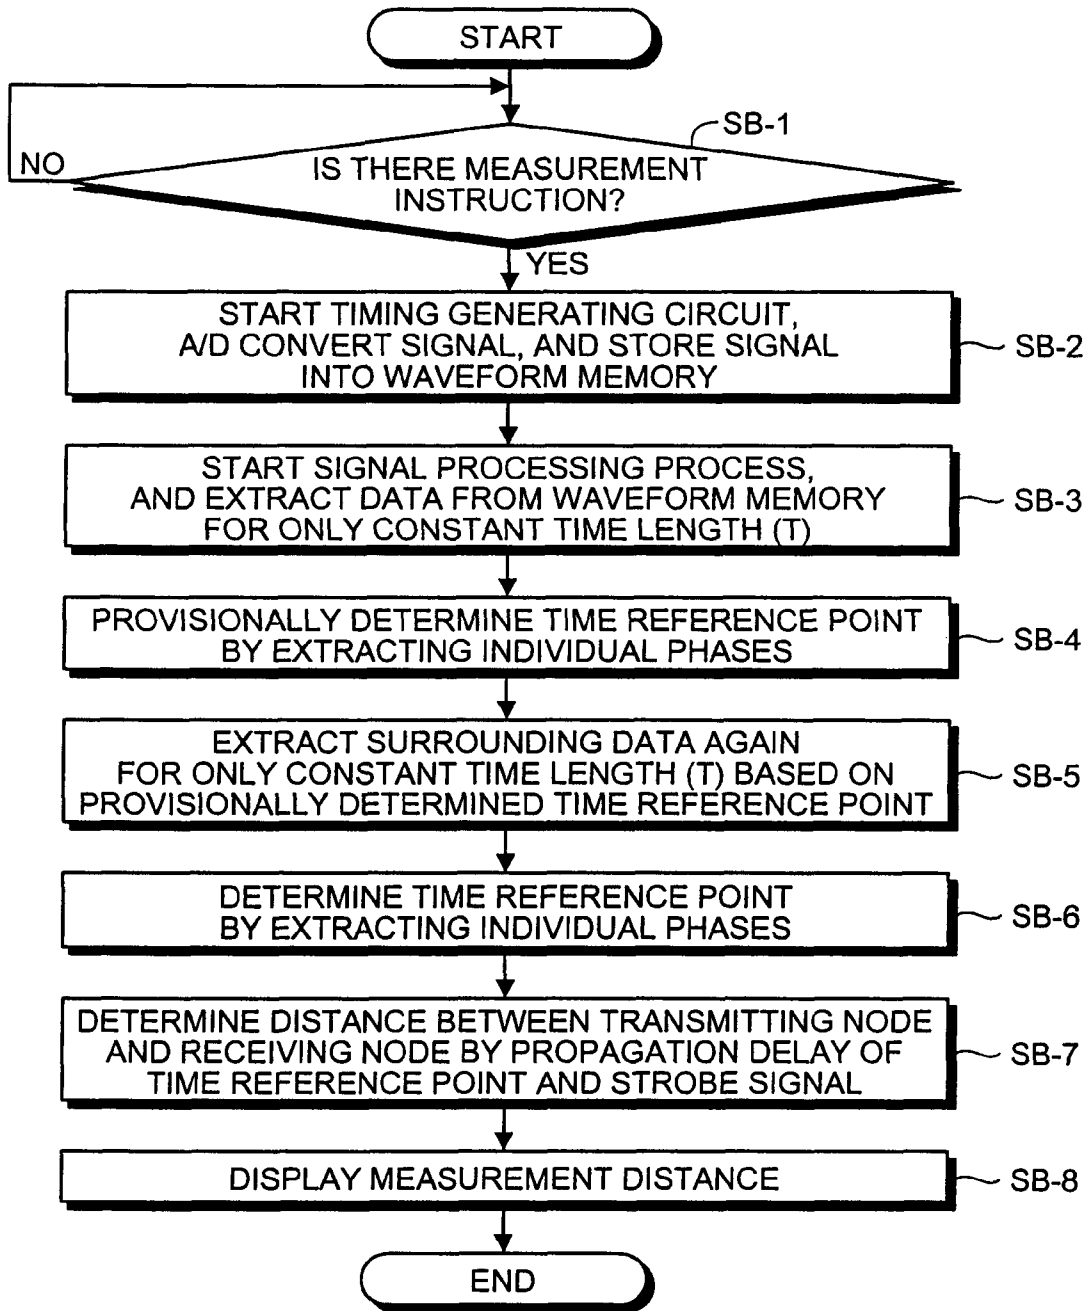 START
SB-1
NO
IS THERE MEASUREMENT
INSTRUCTION?
YES
START TIMING GENERATING CIRCUIT,
A/D CONVERT SIGNAL, AND STORE SIGNAL
INTO WAVEFORM MEMORY
SB-2
START SIGNAL PROCESSING PROCESS,
AND EXTRACT DATA FROM WAVEFORM MEMORY
FOR ONLY CONSTANT TIME LENGTH (T)
SB-3
PROVISIONALLY DETERMINE TIME REFERENCE POINT
BY EXTRACTING INDIVIDUAL PHASES
SB-4
EXTRACT SURROUNDING DATA AGAIN
FOR ONLY CONSTANT TIME LENGTH (T) BASED ON
PROVISIONALLY DETERMINED TIME REFERENCE POINT
SB-5
DETERMINE TIME REFERENCE POINT
BY EXTRACTING INDIVIDUAL PHASES
SB-6
DETERMINE DISTANCE BETWEEN TRANSMITTING NODE
AND RECEIVING NODE BY PROPAGATION DELAY OF
TIME REFERENCE POINT AND STROBE SIGNAL
SB-7
DISPLAY MEASUREMENT DISTANCE
SB-8
END